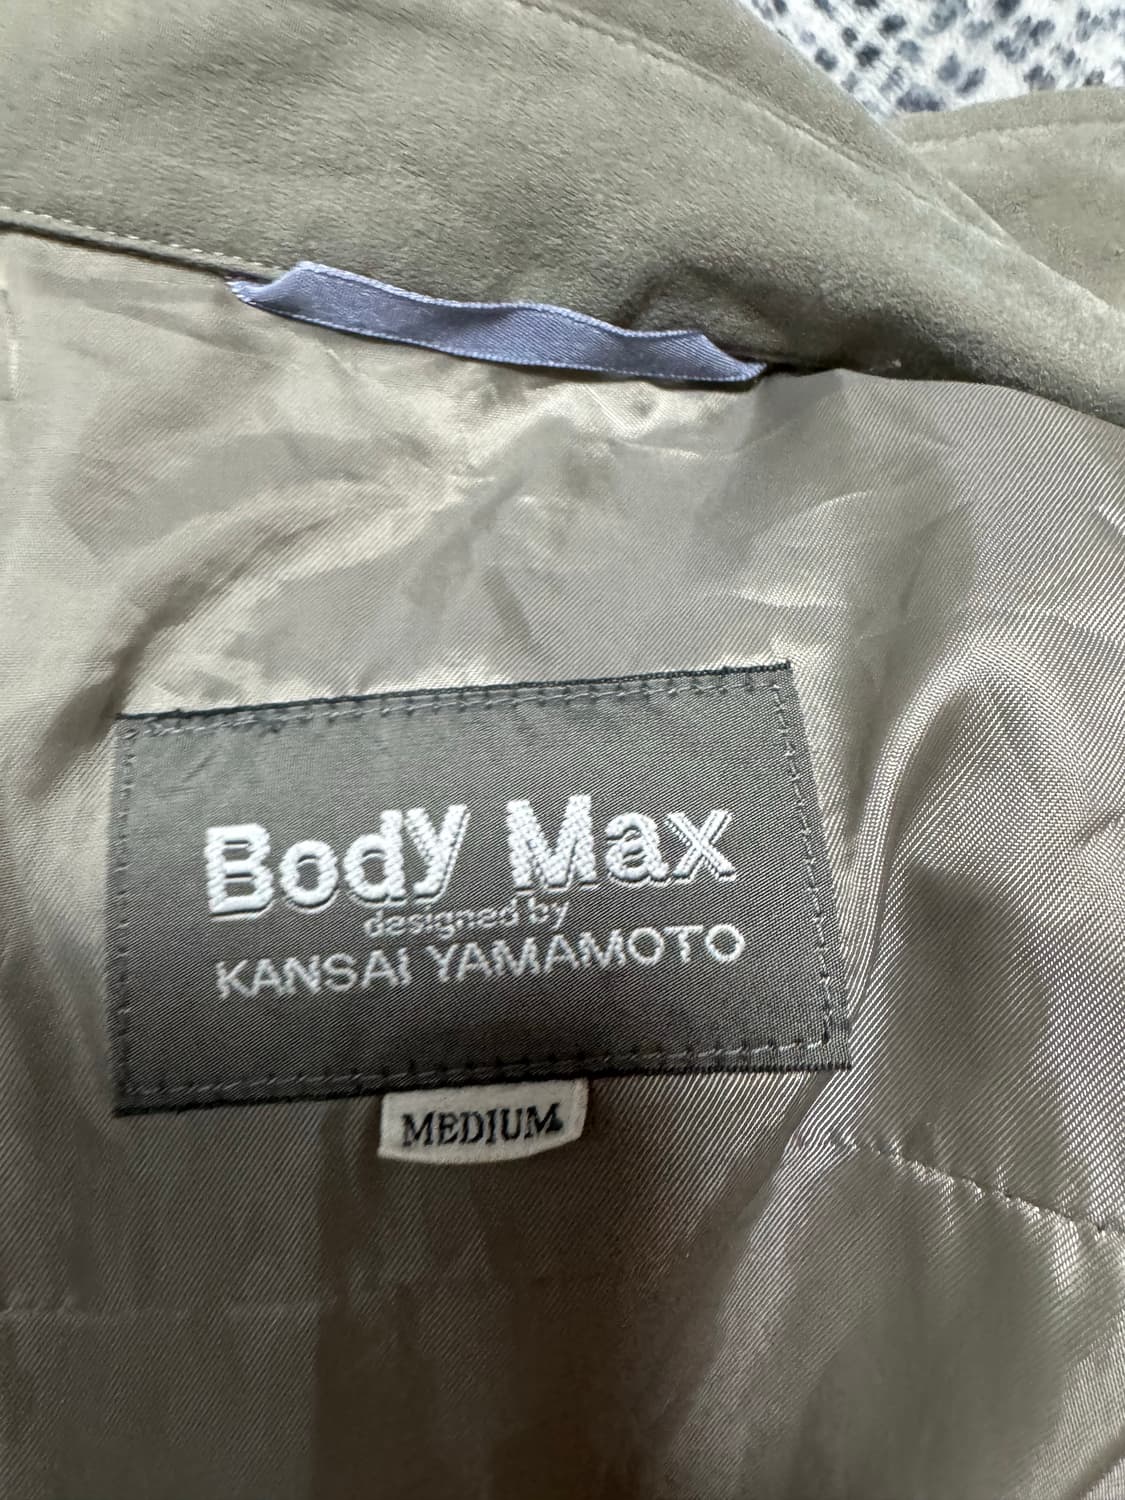 Body Max
designed by
KANSAI YAMAMOTO
MEDIUM